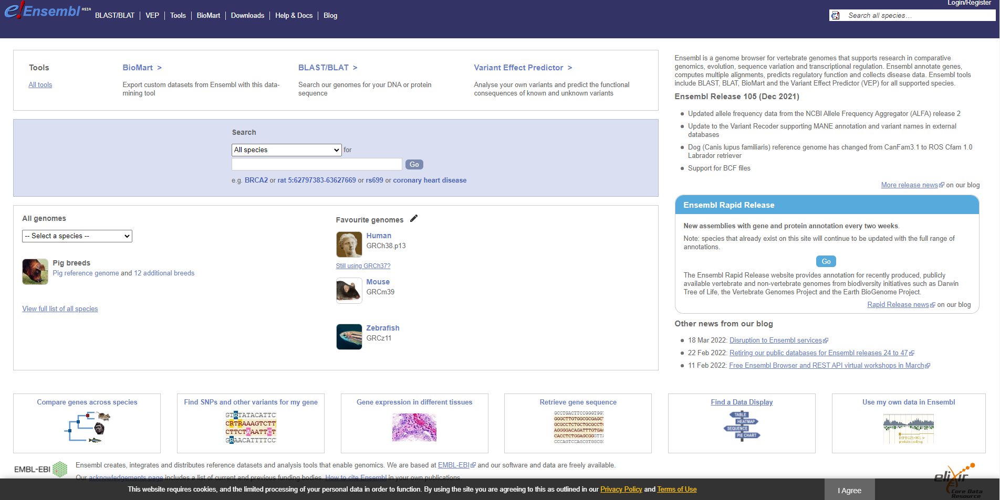 e!Ensembl ASIA
BLAST/BLAT | VEP | Tools | BioMart | Downloads | Help & Docs | Blog
Login/Register
Search all species…
Tools
All tools
BioMart >
Export custom datasets from Ensembl with this data-
mining tool
BLAST/BLAT >
Search our genomes for your DNA or protein
sequence
Variant Effect Predictor >
Analyse your own variants and predict the functional
consequences of known and unknown variants
Search
All species for
Go
e.g. BRCA2 or rat 5:62797383-63627669 or rs699 or coronary heart disease
All genomes
-- Select a species --
Pig breeds
Pig reference genome and 12 additional breeds
View full list of all species
Favourite genomes
Human
GRCh38.p13
Still using GRCh37?
Mouse
GRCm39
Zebrafish
GRCz11
Ensembl is a genome browser for vertebrate genomes that supports research in comparative
genomics, evolution, sequence variation and transcriptional regulation. Ensembl annotate genes,
computes multiple alignments, predicts regulatory function and collects disease data. Ensembl tools
include BLAST, BLAT, BioMart and the Variant Effect Predictor (VEP) for all supported species.
Ensembl Release 105 (Dec 2021)
Updated allele frequency data from the NCBI Allele Frequency Aggregator (ALFA) release 2
Update to the Variant Recoder supporting MANE annotation and variant names in external
databases
Dog (Canis lupus familiaris) reference genome has changed from CanFam3.1 to ROS Cfam 1.0
Labrador retriever
Support for BCF files
More release news on our blog
Ensembl Rapid Release
New assemblies with gene and protein annotation every two weeks.
Note: species that already exist on this site will continue to be updated with the full range of
annotations.
Go
The Ensembl Rapid Release website provides annotation for recently produced, publicly
available vertebrate and non-vertebrate genomes from biodiversity initiatives such as Darwin
Tree of Life, the Vertebrate Genomes Project and the Earth BioGenome Project.
Rapid Release news on our blog
Other news from our blog
18 Mar 2022: Disruption to Ensembl services
22 Feb 2022: Retiring our public databases for Ensembl releases 24 to 47
11 Feb 2022: Free Ensembl Browser and REST API virtual workshops in March
Compare genes across species
Find SNPs and other variants for my gene
GTRTATACATTC
CRTRAAAGTCTT
CTTCTAAATTCT
GRAACATTTTCC
Gene expression in different tissues
Retrieve gene sequence
GCCTGACTTCCGGGTGGT
GGGCTTGTGGCGCGAGC
GCGCCTCTGCTGCGCCT
AGGGGACAGATTTGTGA
CACCTCTGGAGCGGGTT
CCCAGTCCAGCGTGGCG
Find a Data Display
TABLE
HEATMAP
SEQUENCE
PIE CHART
Use my own data in Ensembl
DEFB125-001 >
protein coding
EMBL-EBI
Ensembl creates, integrates and distributes reference datasets and analysis tools that enable genomics. We are based at EMBL-EBI and our software and data are freely available.
Our acknowledgements page includes a list of current and previous funding bodies. How to cite Ensembl in your own publications.
elixir
Core Data
Resource
This website requires cookies, and the limited processing of your personal data in order to function. By using the site you are agreeing to this as outlined in our Privacy Policy and Terms of Use
I Agree